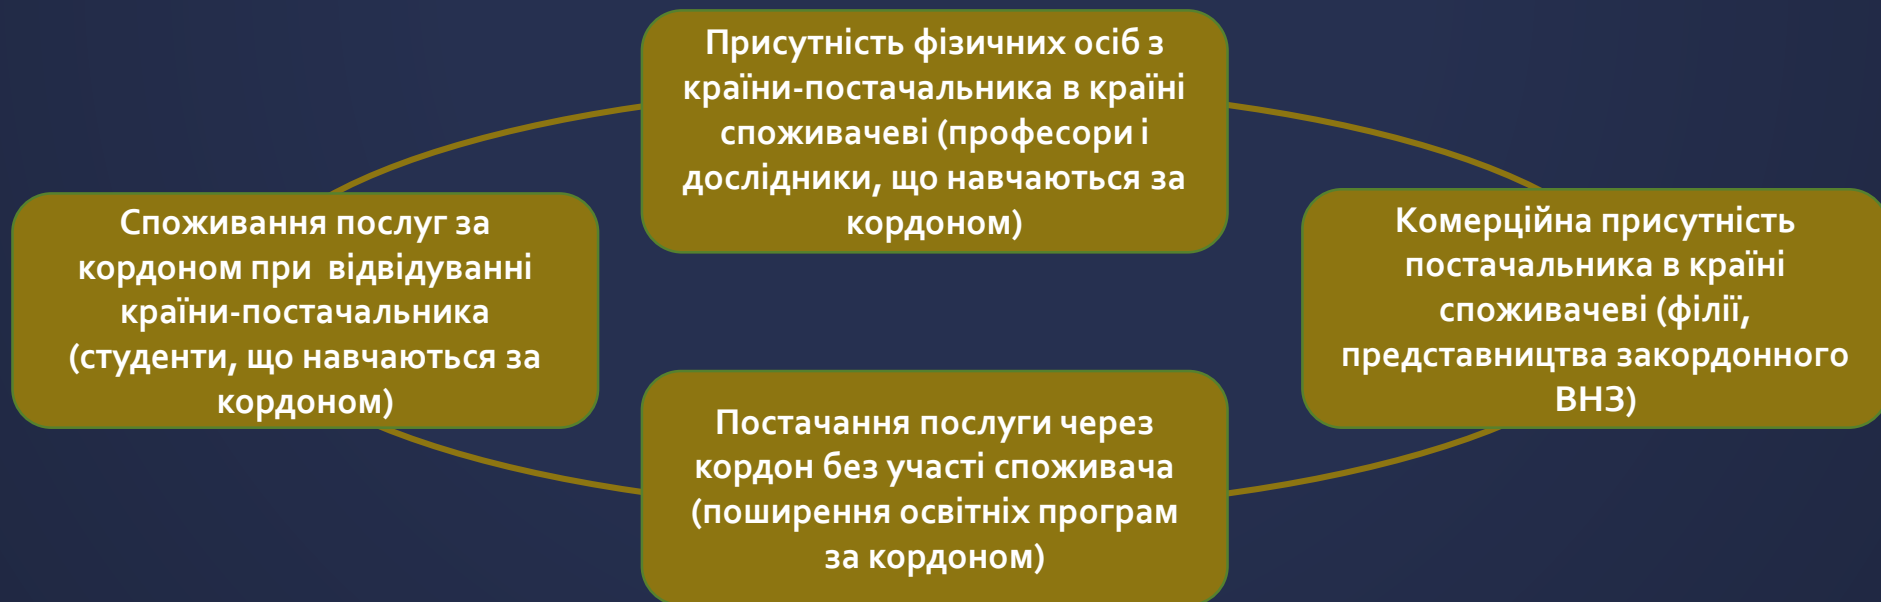 Присутність фізичних осіб з
країни-постачальника в країні
споживачеві (професори і
дослідники, що навчаються за
кордоном)
Споживання послуг за
кордоном при відвідуванні
країни-постачальника
(студенти, що навчаються за
кордоном)
Комерційна присутність
постачальника в країні
споживачеві (філії,
представництва закордонного
ВНЗ)
Постачання послуги через
кордон без участі споживача
(поширення освітніх програм
за кордоном)